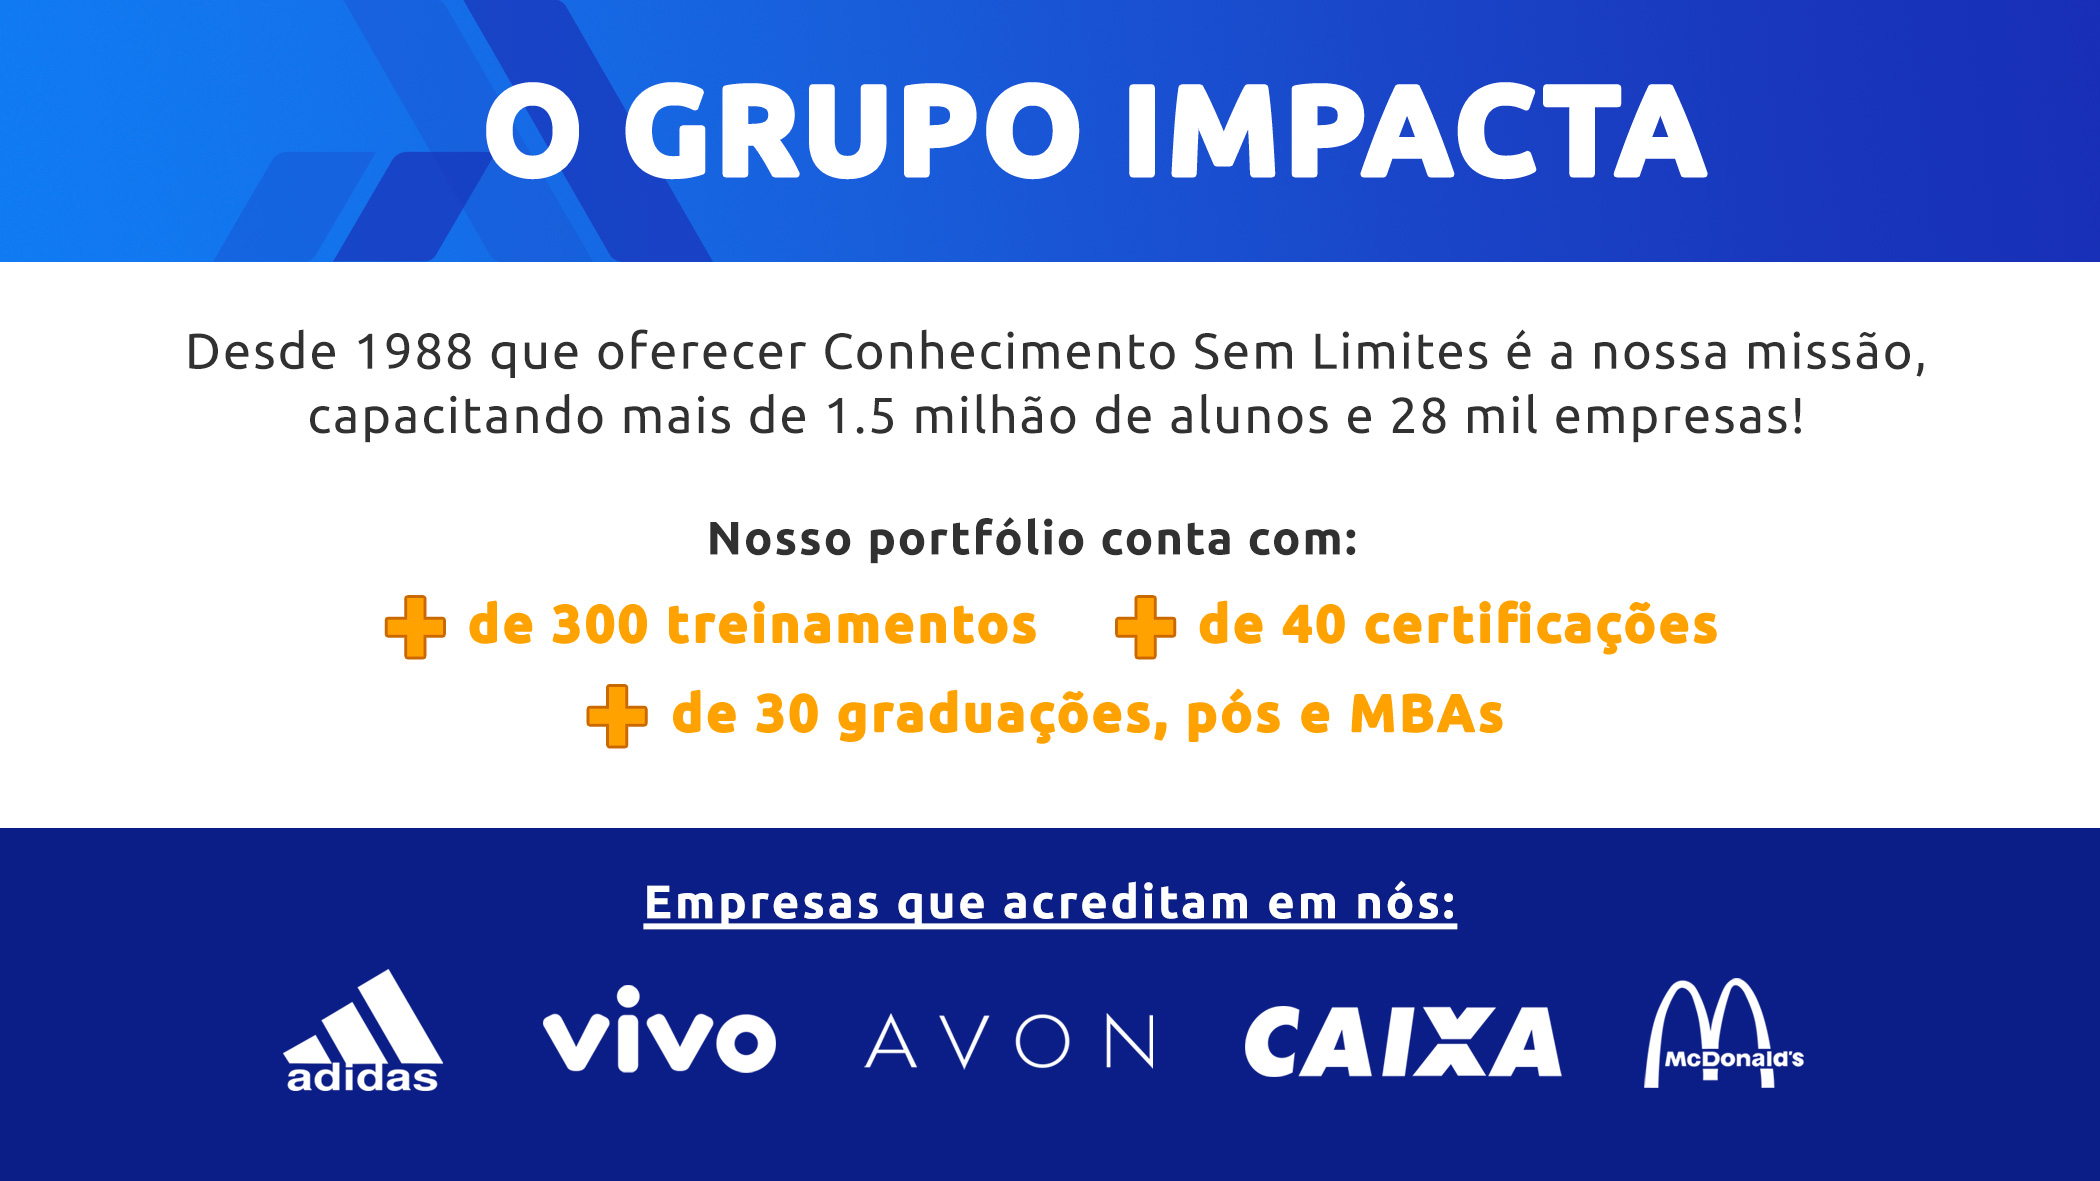 O GRUPO IMPACTA
Desde 1988 que oferecer Conhecimento Sem Limites é a nossa missão,
capacitando mais de 1.5 milhão de alunos e 28 mil empresas!
Nosso portfólio conta com:
+ de 300 treinamentos + de 40 certificações
+ de 30 graduações, pós e MBAs
Empresas que acreditam em nós:
adidas vivo AVON CAIXA McDonald's